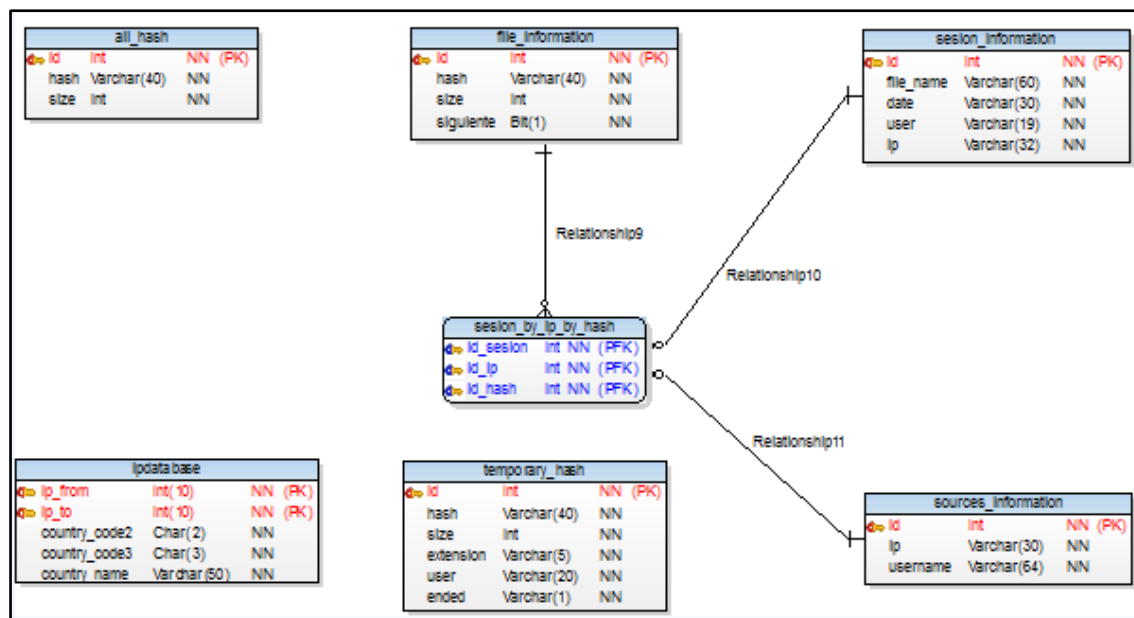 all_hash
id Int NN (PK)
hash Varchar(40) NN
size Int NN
file_information
id Int NN (PK)
hash Varchar(40) NN
size Int NN
siguiente Bit(1) NN
sesion_information
id Int NN (PK)
file_name Varchar(60) NN
date Varchar(30) NN
user Varchar(19) NN
ip Varchar(32) NN
Relationship9
Relationship10
sesion_by_ip_by_hash
id_sesion Int NN (PFK)
id_ip Int NN (PFK)
id_hash Int NN (PFK)
Relationship11
ipdatabase
ip_from Int(10) NN (PK)
ip_to Int(10) NN (PK)
country_code2 Char(2) NN
country_code3 Char(3) NN
country_name Varchar(50) NN
temporary_hash
id Int NN (PK)
hash Varchar(40) NN
size Int NN
extension Varchar(5) NN
user Varchar(20) NN
ended Varchar(1) NN
sources_information
id Int NN (PK)
ip Varchar(30) NN
username Varchar(64) NN